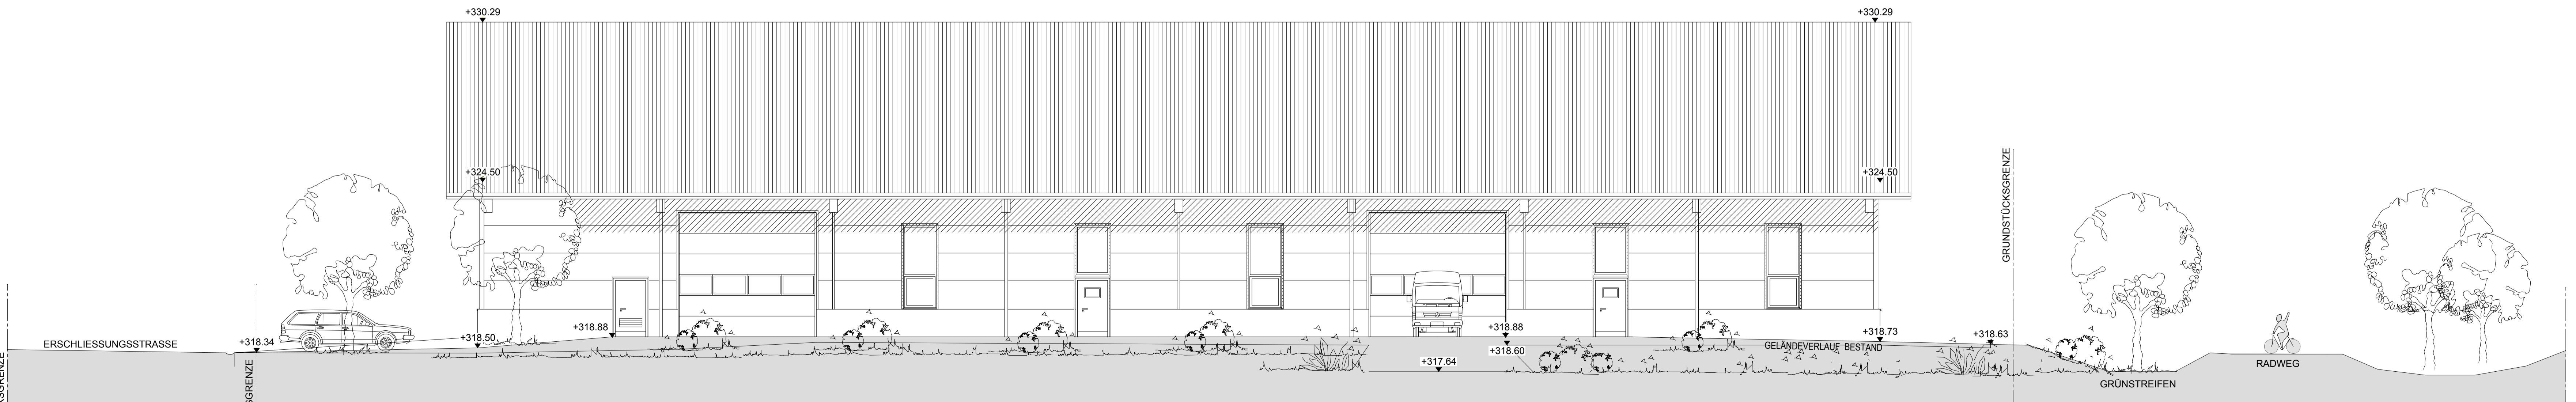 +330.29
+330.29
+324.50
+324.50
GRUNDSTÜCKSGRENZE
ERSCHLIESSUNGSSTRASSE
+318.34
+318.50
+318.88
+318.88
+318.60
+317.64
+318.73
+318.63
GELÄNDEVERLAUF BESTAND
GRÜNSTREIFEN
RADWEG